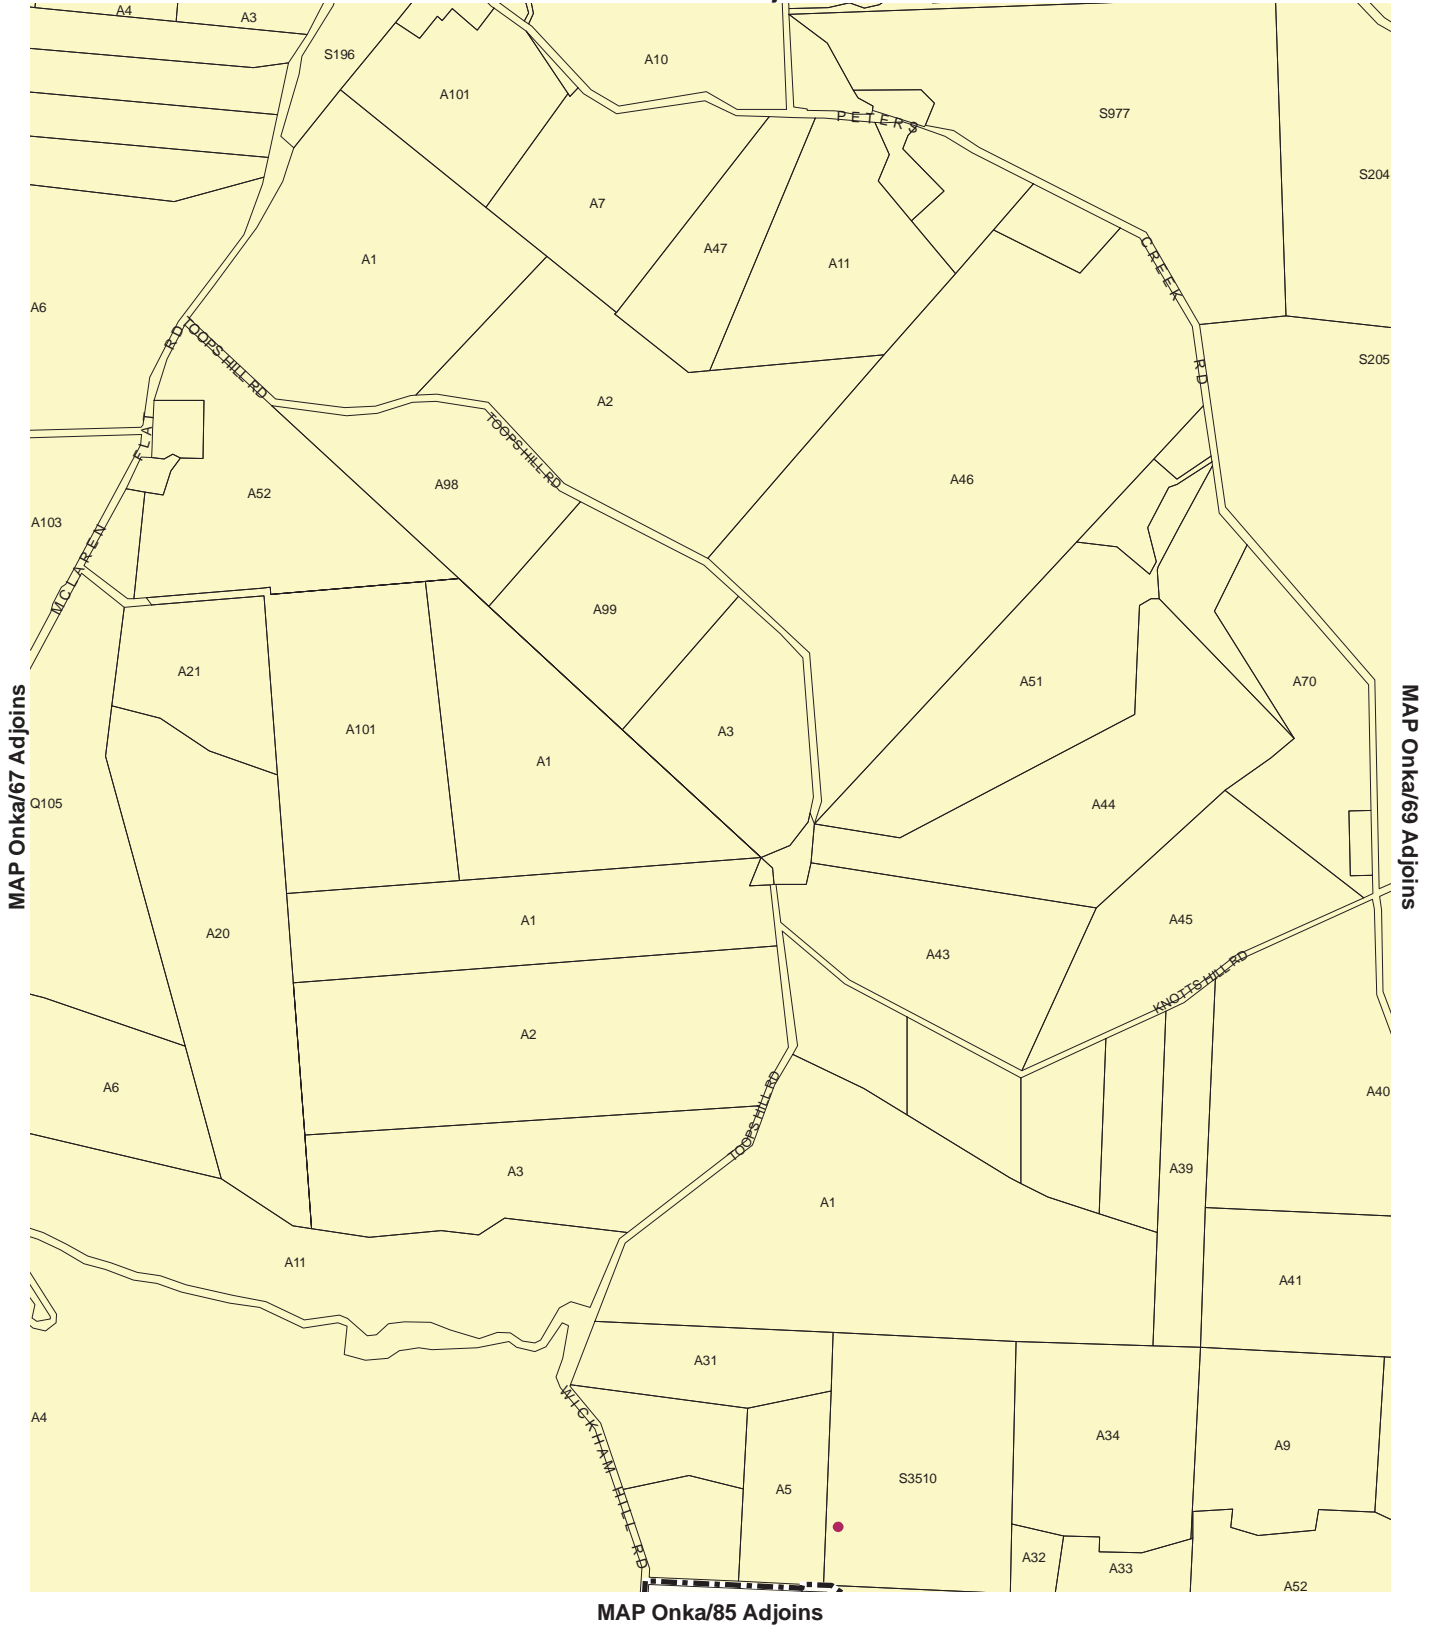 A4
A3
S196
A10
A101
S977
PETERS
S204
A7
A47
A1
A11
CREEK
A6
RD
TOOPS HILL RD
S205
RD
A2
TOOPS HILL RD
FLAT
A98
A46
A52
A103
MCLAREN
A99
A21
A51
A70
A101
A3
A1
MAP Onka/67 Adjoins
MAP Onka/69 Adjoins
Q105
A44
A1
A45
A20
A43
KNOTTS HILL RD
A2
A6
A40
TOOPS HILL RD
A3
A39
A1
A11
A41
A31
A4
WICKHAM HILL RD
A34
A9
S3510
A5
A32
A33
A52
MAP Onka/85 Adjoins